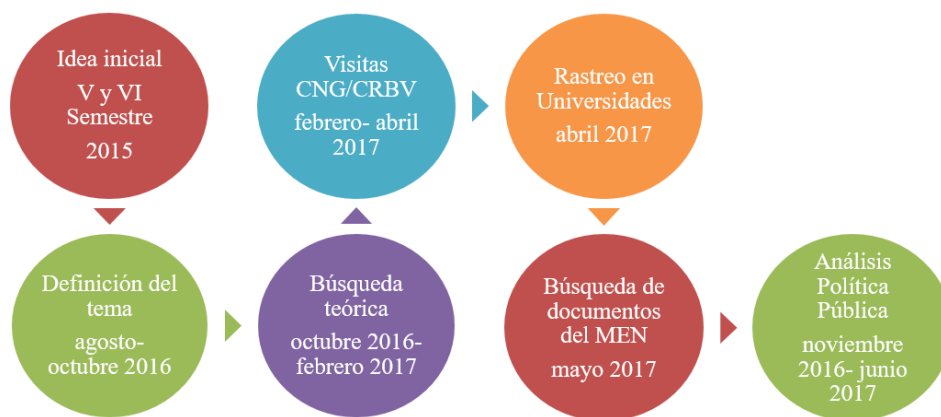 Idea inicial
V y VI
Semestre
2015
Definición del
tema
agosto-
octubre 2016
Búsqueda
teórica
octubre 2016-
febrero 2017
Visitas
CNG/CRBV
febrero- abril
2017
Rastreo en
Universidades
abril 2017
Búsqueda de
documentos
del MEN
mayo 2017
Análisis
Política
Pública
noviembre
2016- junio
2017